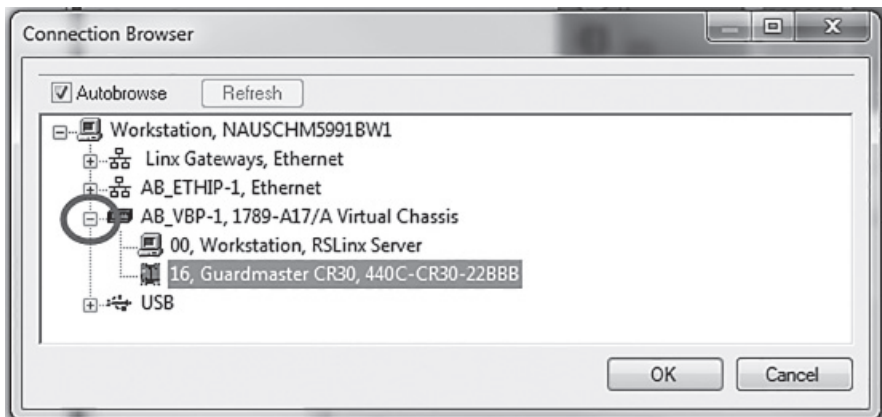 Connection Browser
Autobrowse
Refresh
Workstation, NAUSCHM5991BW1
Linx Gateways, Ethernet
AB_ETHIP-1, Ethernet
AB_VBP-1, 1789-A17/A Virtual Chassis
00, Workstation, RSLinx Server
16, Guardmaster CR30, 440C-CR30-22BBB
USB
OK
Cancel